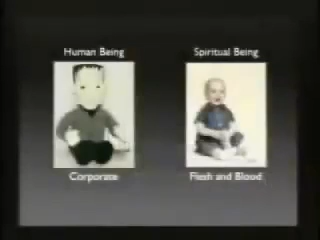 Human Being
Spiritual Being
Corporate
Flesh and Blood